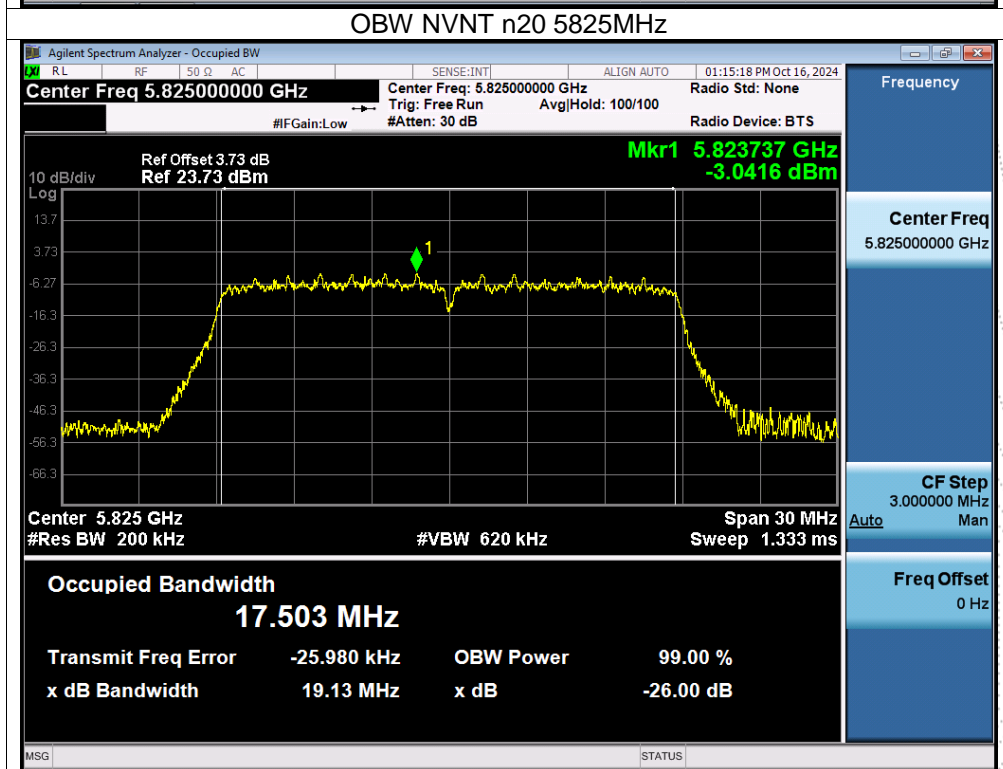 OBW NVNT n20 5825MHz
Agilent Spectrum Analyzer - Occupied BW
LXI RL RF 50 Ω AC SENSE:INT ALIGN AUTO 01:15:18 PM Oct 16, 2024
Center Freq 5.825000000 GHz
Center Freq: 5.825000000 GHz
Radio Std: None
Trig: Free Run Avg|Hold: 100/100
#IFGain:Low
#Atten: 30 dB
Radio Device: BTS
Mkr1 5.823737 GHz
-3.0416 dBm
Ref Offset 3.73 dB
10 dB/div Ref 23.73 dBm
Log
13.7
3.73
-6.27
-16.3
-26.3
-36.3
-46.3
-56.3
-66.3
1
Center 5.825 GHz Span 30 MHz
#Res BW 200 kHz #VBW 620 kHz Sweep 1.333 ms
Occupied Bandwidth
17.503 MHz
Transmit Freq Error -25.980 kHz OBW Power 99.00 %
x dB Bandwidth 19.13 MHz x dB -26.00 dB
MSG STATUS
Frequency
Center Freq
5.825000000 GHz
CF Step
3.000000 MHz
Auto Man
Freq Offset
0 Hz